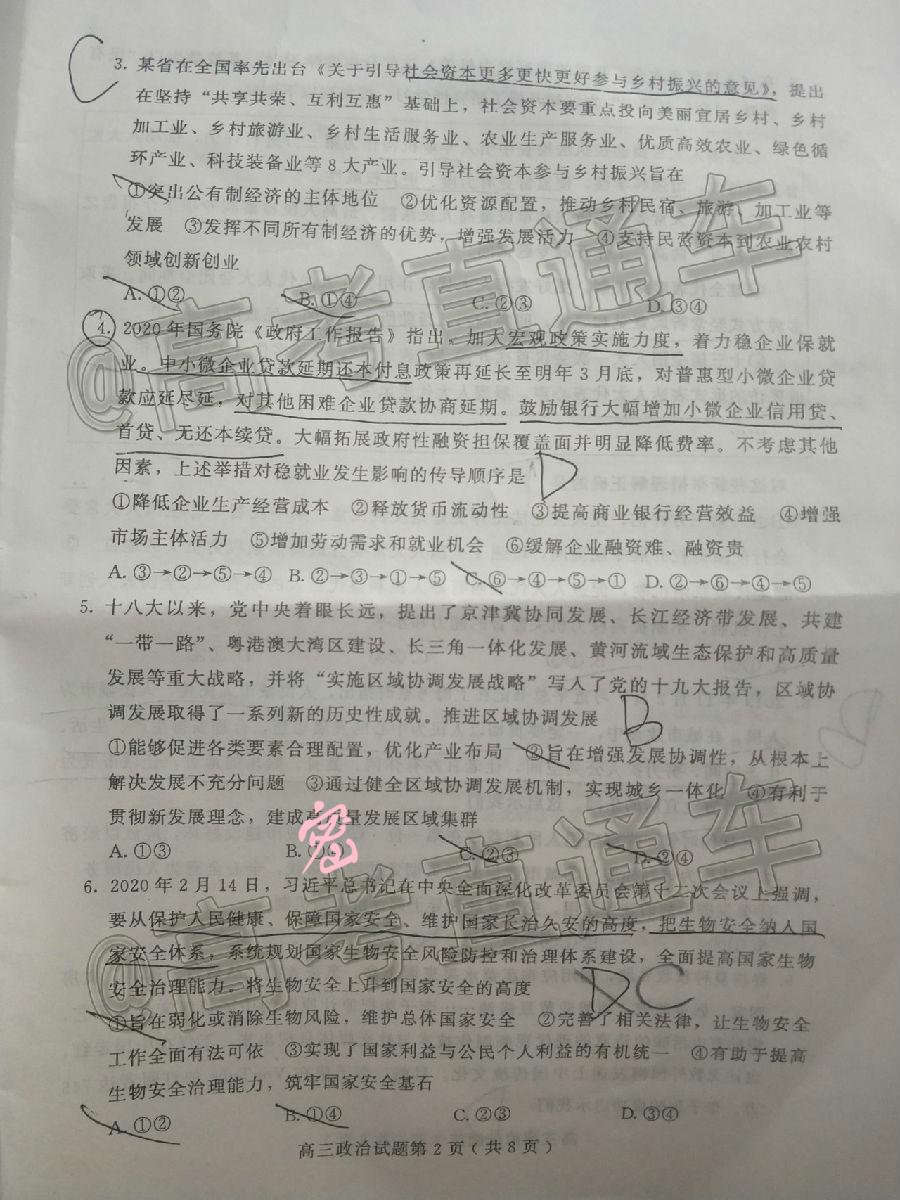 C
3. 某省在全国率先出台《关于引导社会资本更多更快更好参与乡村振兴的意见》，提出
在坚持“共享共荣、互利互惠”基础上，社会资本要重点投向美丽宜居乡村、乡村
加工业、乡村旅游业、乡村生活服务业、农业生产服务业、优质高效农业、绿色循
环产业、科技装备业等8大产业。引导社会资本参与乡村振兴旨在
①突出公有制经济的主体地位 ②优化资源配置，推动乡村民宿、旅游、加工业等
发展 ③发挥不同所有制经济的优势，增强发展活力 ④支持民营资本到农业农村
领域创新创业
A.①② B.①④ C.②③ D.③④
@高考直通车
4. 2020年国务院《政府工作报告》指出，加大宏观政策实施力度，着力稳企业保就
业。中小微企业贷款延期还本付息政策再延长至明年3月底，对普惠型小微企业贷
款应延尽延，对其他困难企业贷款协商延期。鼓励银行大幅增加小微企业信用贷、
首贷、无还本续贷。大幅拓展政府性融资担保覆盖面并明显降低费率。不考虑其他
因素，上述举措对稳就业发生影响的传导顺序是 D
①降低企业生产经营成本 ②释放货币流动性 ③提高商业银行经营效益 ④增强
市场主体活力 ⑤增加劳动需求和就业机会 ⑥缓解企业融资难、融资贵
A. ③→②→⑤→④ B. ②→③→①→⑤ C. ⑥→④→⑤→① D. ②→⑥→④→⑤
5. 十八大以来，党中央着眼长远，提出了京津冀协同发展、长江经济带发展、共建
“一带一路”、粤港澳大湾区建设、长三角一体化发展、黄河流域生态保护和高质量
发展等重大战略，并将“实施区域协调发展战略”写入了党的十九大报告，区域协
调发展取得了一系列新的历史性成就。推进区域协调发展 B
①能够促进各类要素合理配置，优化产业布局 ②旨在增强发展协调性，从根本上
解决发展不充分问题 ③通过健全区域协调发展机制，实现城乡一体化 ④有利于
贯彻新发展理念，建成高质量发展区域集群
密
A. ①③ B. ①④ C. ②③ D. ②④
@高考直通车
6. 2020年2月14日，习近平总书记在中央全面深化改革委员会第十二次会议上强调，
要从保护人民健康、保障国家安全、维护国家长治久安的高度，把生物安全纳入国
家安全体系，系统规划国家生物安全风险防控和治理体系建设，全面提高国家生物
安全治理能力。将生物安全上升到国家安全的高度 D C
①旨在弱化或消除生物风险，维护总体国家安全 ②完善了相关法律，让生物安全
工作全面有法可依 ③实现了国家利益与公民个人利益的有机统一 ④有助于提高
生物安全治理能力，筑牢国家安全基石
A. ①② B. ①④ C. ②③ D. ③④
高三政治试题第2页（共8页）